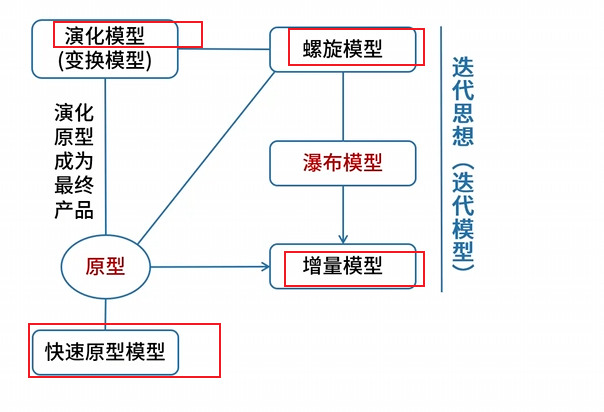 演化模型
(变换模型)
螺旋模型
演化
原型
成为
最终
产品
瀑布模型
原型
增量模型
快速原型模型
迭代思想（迭代模型）